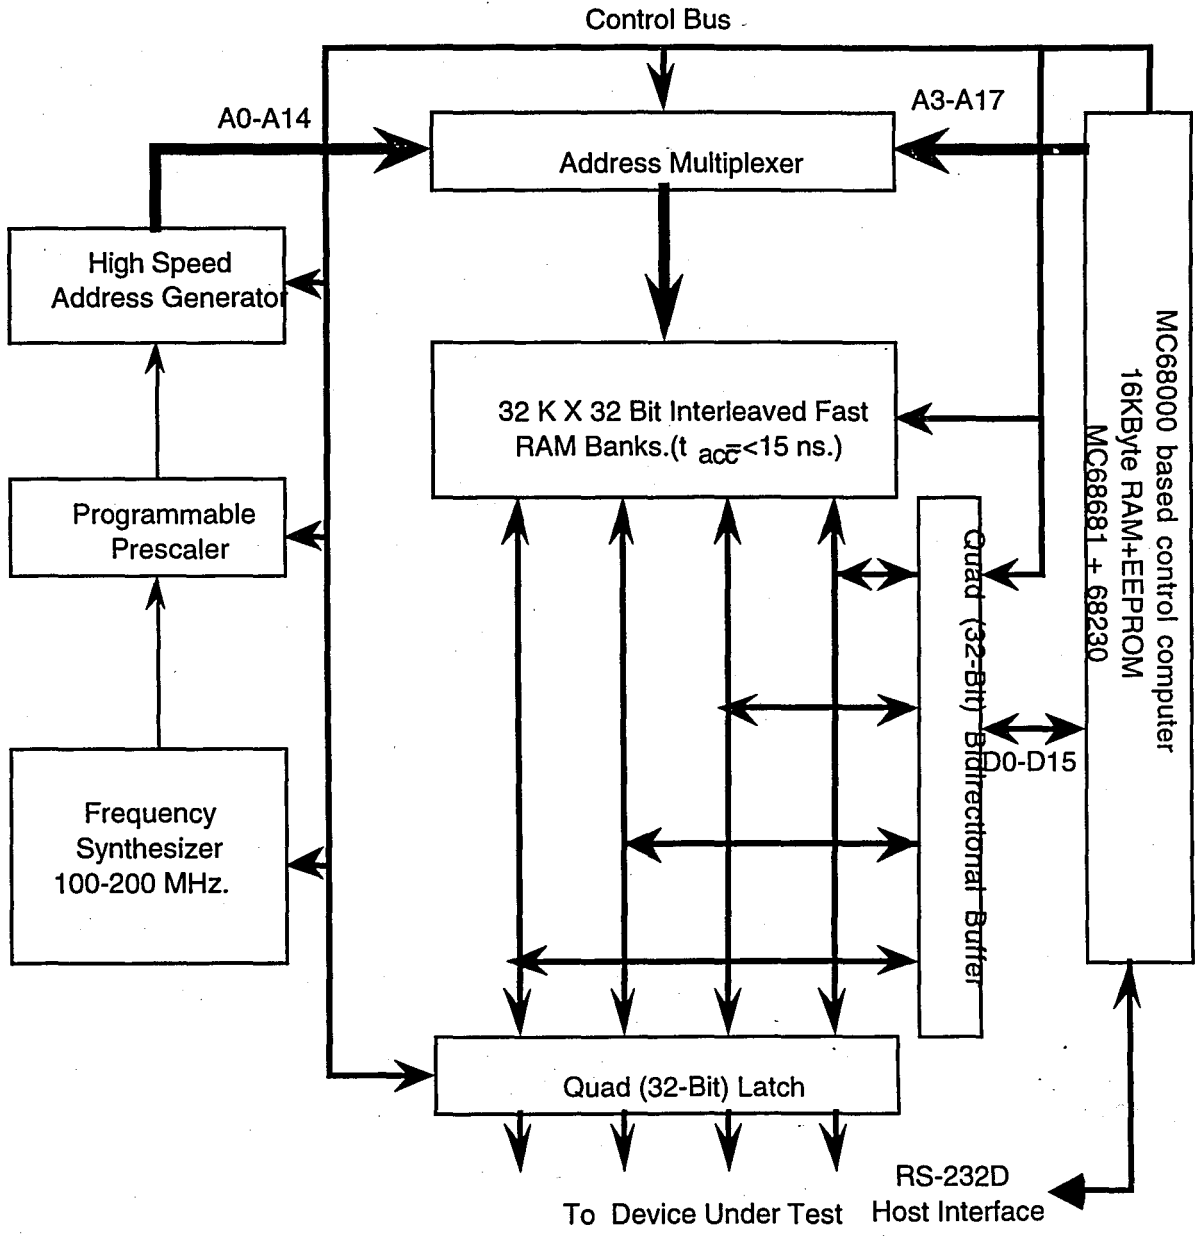 Control Bus
A0-A14
A3-A17
Address Multiplexer
High Speed
Address Generator
32 K X 32 Bit Interleaved Fast
RAM Banks.(t acc̅<15 ns.)
Programmable
Prescaler
Quad (32-Bit) Bidirectional Buffer
MC68000 based control computer
16KByte RAM+EEPROM
MC68681 + 68230
D0-D15
Frequency
Synthesizer
100-200 MHz.
Quad (32-Bit) Latch
RS-232D
Host Interface
To Device Under Test